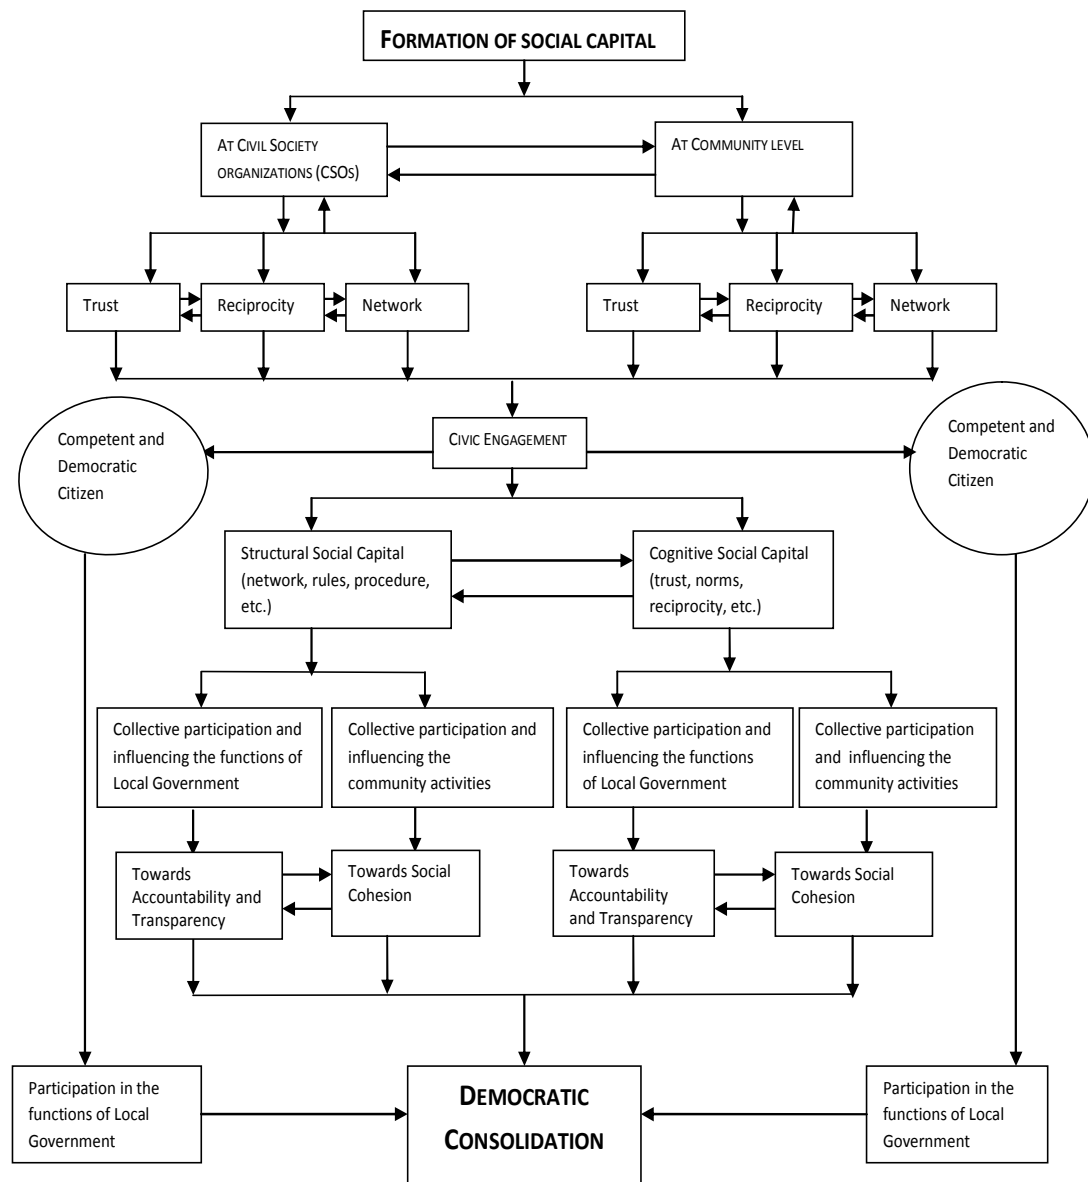 FORMATION OF SOCIAL CAPITAL
AT CIVIL SOCIETY
ORGANIZATIONS (CSOS)
AT COMMUNITY LEVEL
Trust
Reciprocity
Network
Trust
Reciprocity
Network
Competent and
Democratic
Citizen
CIVIC ENGAGEMENT
Competent and
Democratic
Citizen
Structural Social Capital
(network, rules, procedure,
etc.)
Cognitive Social Capital
(trust, norms,
reciprocity, etc.)
Collective participation and
influencing the functions of
Local Government
Collective participation and
influencing the
community activities
Collective participation and
influencing the functions
of Local Government
Collective participation
and influencing the
community activities
Towards
Accountability and
Transparency
Towards Social
Cohesion
Towards
Accountability
and Transparency
Towards Social
Cohesion
Participation in the
functions of Local
Government
DEMOCRATIC
CONSOLIDATION
Participation in the
functions of Local
Government